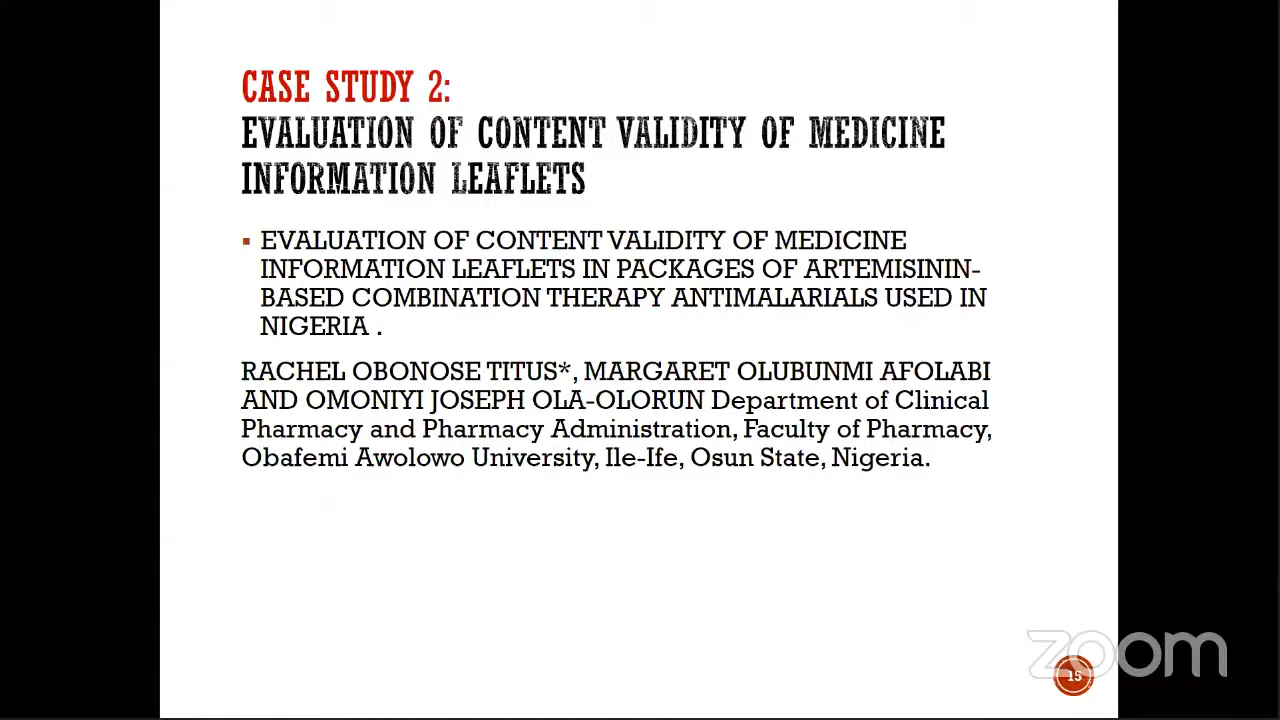 CASE STUDY 2:
EVALUATION OF CONTENT VALIDITY OF MEDICINE
INFORMATION LEAFLETS
▪ EVALUATION OF CONTENT VALIDITY OF MEDICINE
INFORMATION LEAFLETS IN PACKAGES OF ARTEMISININ-
BASED COMBINATION THERAPY ANTIMALARIALS USED IN
NIGERIA .
RACHEL OBONOSE TITUS*, MARGARET OLUBUNMI AFOLABI
AND OMONIYI JOSEPH OLA-OLORUN Department of Clinical
Pharmacy and Pharmacy Administration, Faculty of Pharmacy,
Obafemi Awolowo University, Ile-Ife, Osun State, Nigeria.
zoom
15